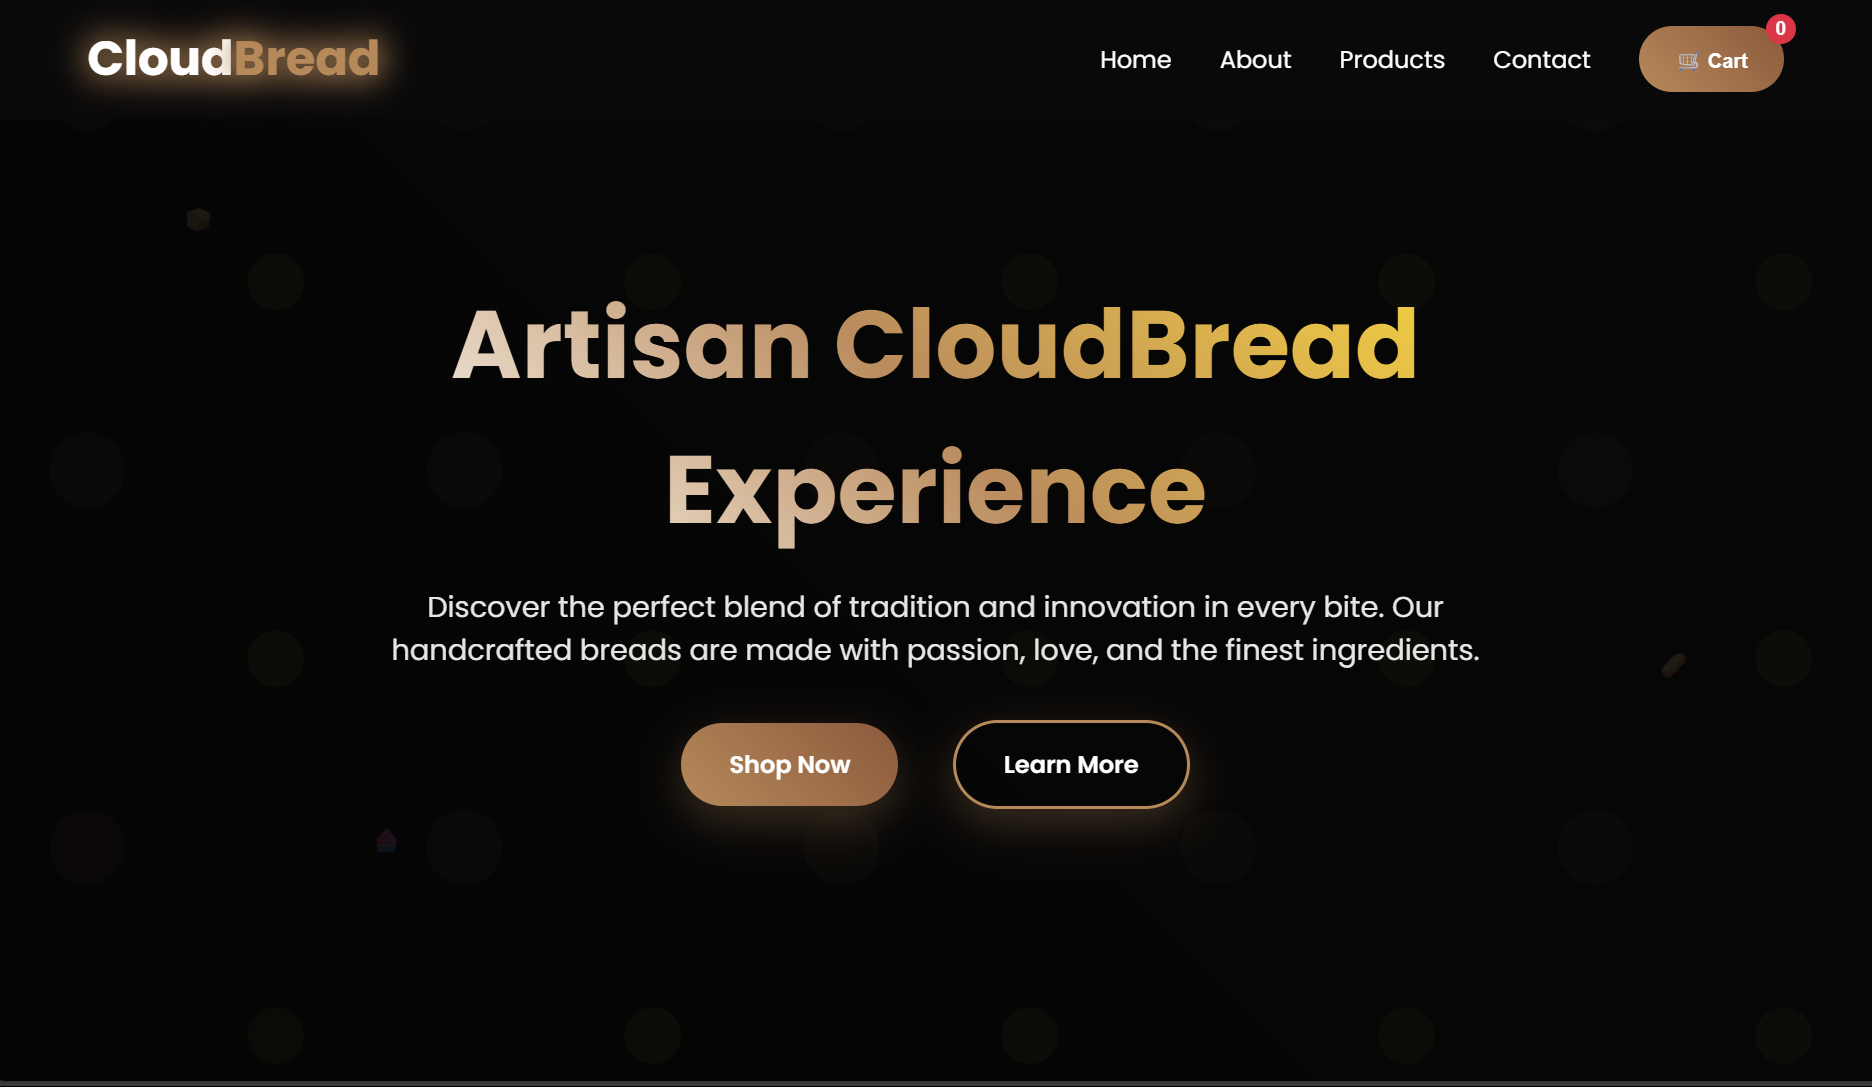 CloudBread
Home
About
Products
Contact
🛒 Cart
0
Artisan CloudBread
Experience
Discover the perfect blend of tradition and innovation in every bite. Our
handcrafted breads are made with passion, love, and the finest ingredients.
Shop Now
Learn More